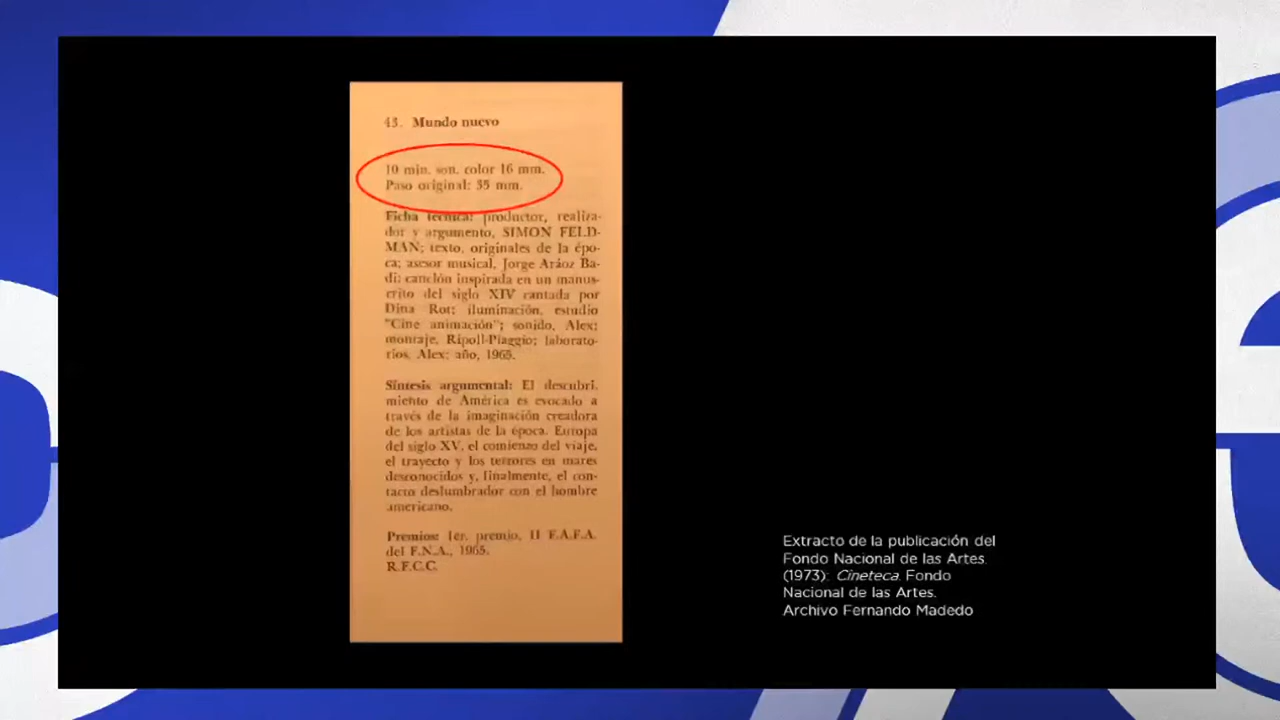 43. Mundo nuevo
10 min. son. color 16 mm.
Paso original: 35 mm.
Ficha técnica: productor, realiza-
dor y argumento, SIMON FELD-
MAN; texto, originales de la épo-
ca; asesor musical, Jorge Aráoz Ba-
di; canción inspirada en un manus-
crito del siglo XIV cantada por
Dina Rot; iluminación, estudio
"Cine animación"; sonido, Alex;
montaje, Ripoll-Piaggio; laborato-
rios, Alex; año, 1965.
Síntesis argumental: El descubri-
miento de América es evocado a
través de la imaginación creadora
de los artistas de la época. Europa
del siglo XV, el comienzo del viaje,
el trayecto y los terrores en mares
desconocidos y, finalmente, el con-
tacto deslumbrador con el hombre
americano.
Premios: 1er. premio, II F.A.F.A.
del F.N.A., 1965.
R.F.C.C.
Extracto de la publicación del
Fondo Nacional de las Artes.
(1973): Cineteca. Fondo
Nacional de las Artes.
Archivo Fernando Madedo